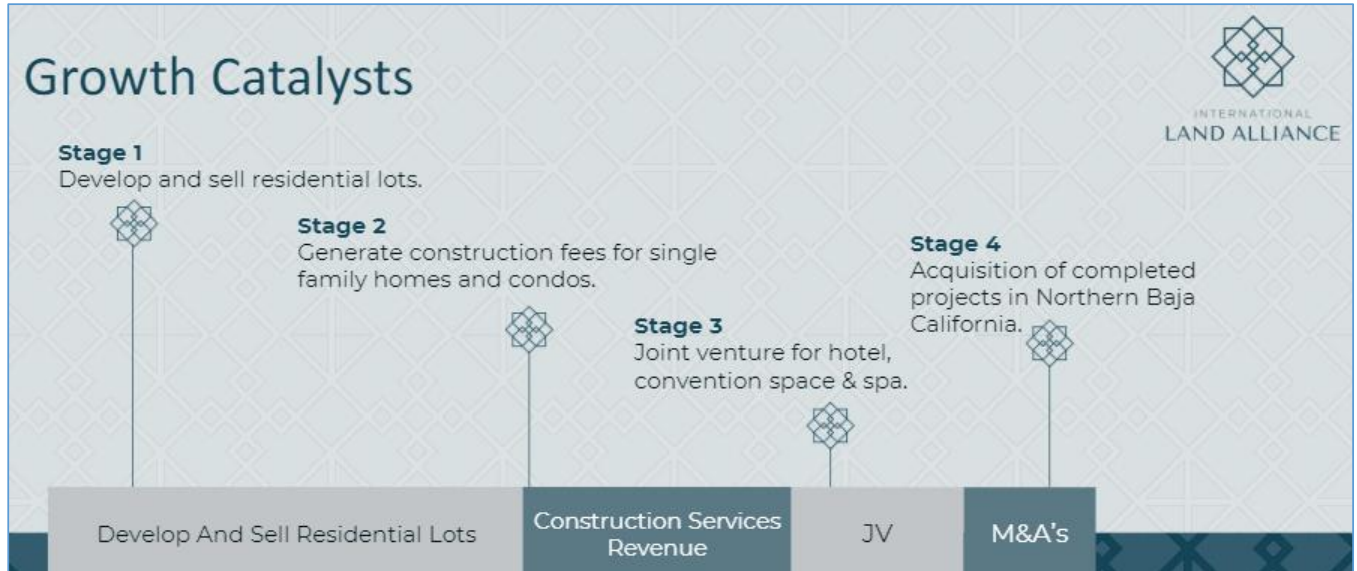 Growth Catalysts
INTERNATIONAL
LAND ALLIANCE
Stage 1
Develop and sell residential lots.
Stage 2
Generate construction fees for single
family homes and condos.
Stage 3
Joint venture for hotel,
convention space & spa.
Stage 4
Acquisition of completed
projects in Northern Baja
California.
Develop And Sell Residential Lots
Construction Services
Revenue
JV
M&A's